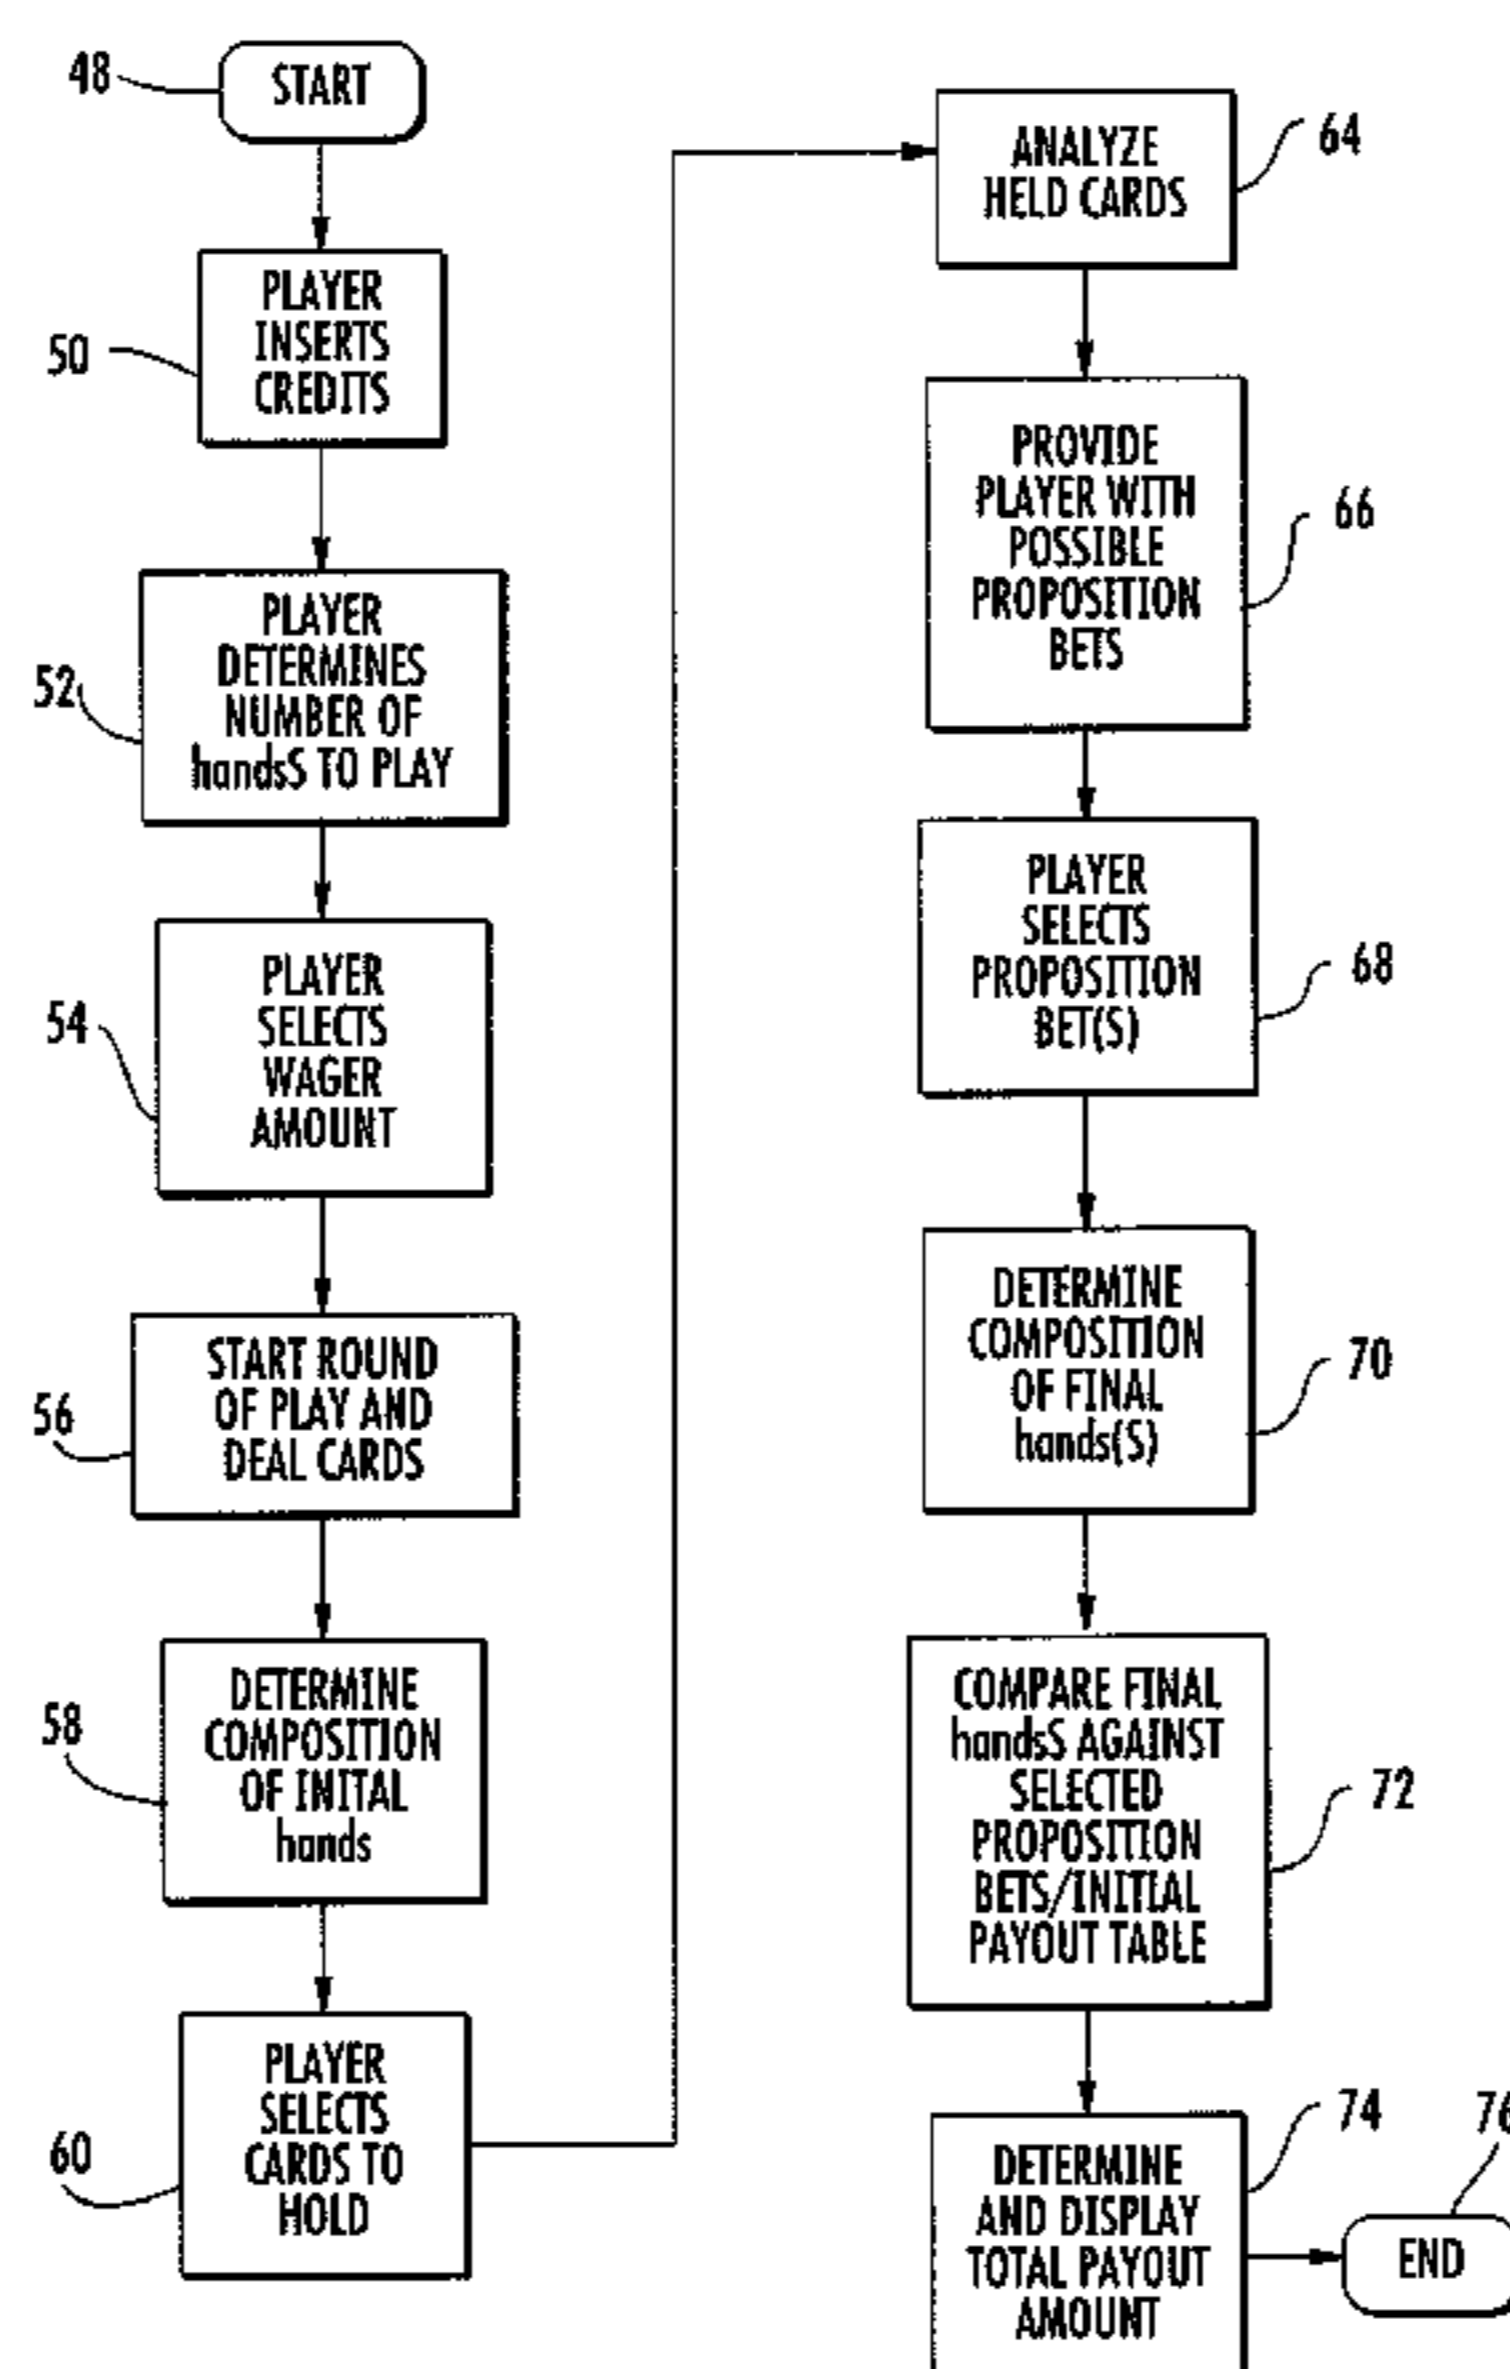 48
START
50
PLAYER
INSERTS
CREDITS
52
PLAYER
DETERMINES
NUMBER OF
handsS TO PLAY
54
PLAYER
SELECTS
WAGER
AMOUNT
56
START ROUND
OF PLAY AND
DEAL CARDS
58
DETERMINE
COMPOSITION
OF INITAL
hands
60
PLAYER
SELECTS
CARDS TO
HOLD
64
ANALYZE
HELD CARDS
66
PROVIDE
PLAYER WITH
POSSIBLE
PROPOSITION
BETS
68
PLAYER
SELECTS
PROPOSITION
BET(S)
70
DETERMINE
COMPOSITION
OF FINAL
hands(S)
72
COMPARE FINAL
handsS AGAINST
SELECTED
PROPOSITION
BETS/INITIAL
PAYOUT TABLE
74
DETERMINE
AND DISPLAY
TOTAL PAYOUT
AMOUNT
76
END